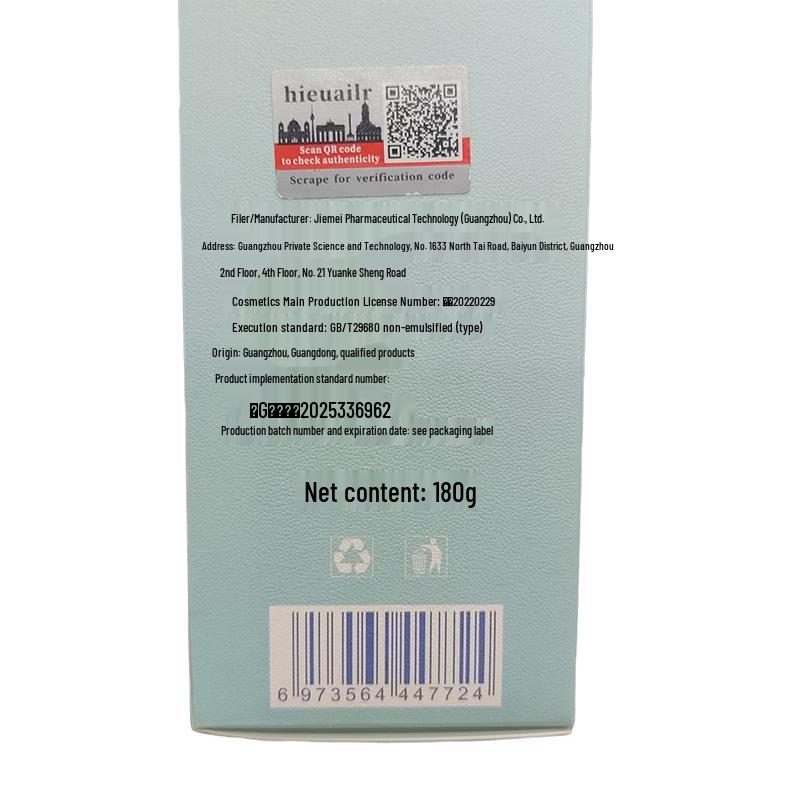 hieuailr
Scan QR code
to check authenticity
Scrape for verification code
Filer/Manufacturer: Jiemei Pharmaceutical Technology (Guangzhou) Co., Ltd.
Address: Guangzhou Private Science and Technology, No. 1633 North Tai Road, Baiyun District, Guangzhou
2nd Floor, 4th Floor, No. 21 Yuanke Sheng Road
Cosmetics Main Production License Number: 20220229
Execution standard: GB/T29680 non-emulsified (type)
Origin: Guangzhou, Guangdong, qualified products
Product implementation standard number:
G 2025336962
Production batch number and expiration date: see packaging label
Net content: 180g
6 973564 447724